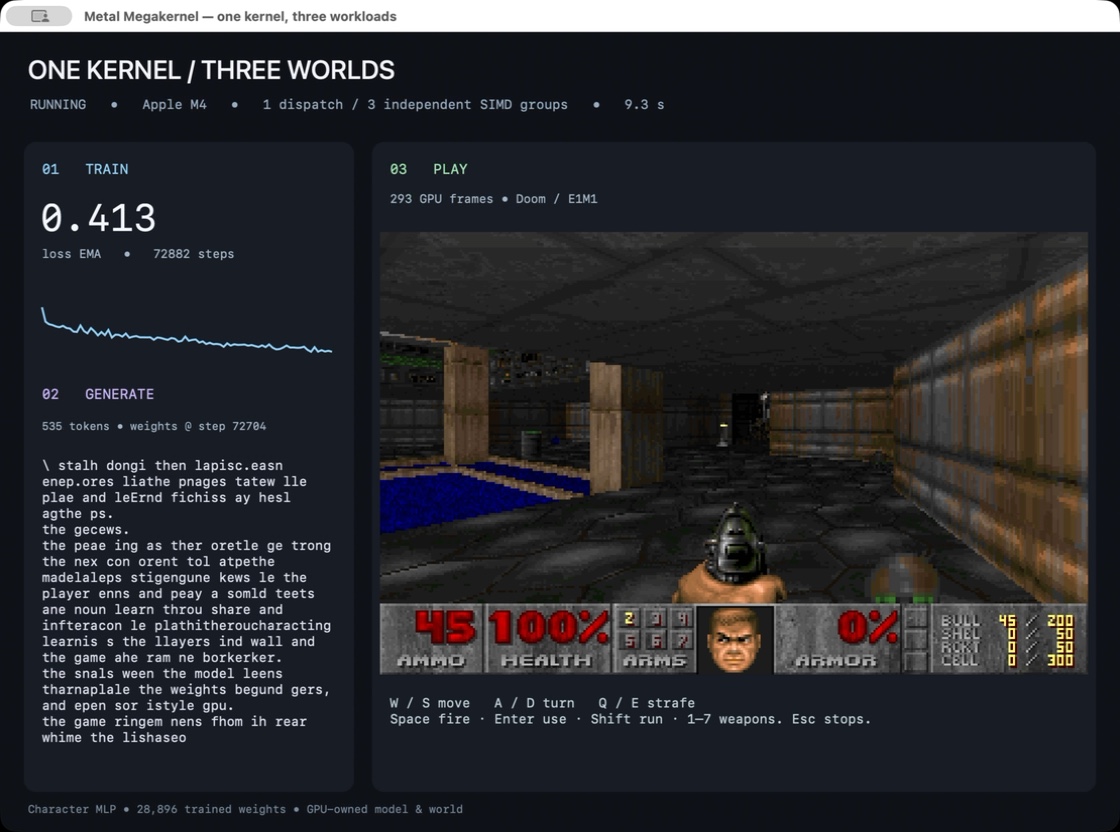 Metal Megakernel — one kernel, three workloads
ONE KERNEL / THREE WORLDS
RUNNING • Apple M4 • 1 dispatch / 3 independent SIMD groups • 9.3 s
01 TRAIN
0.413
loss EMA • 72882 steps
02 GENERATE
535 tokens • weights @ step 72704
\ stalh dongi then lapisc.easn
enep.ores liathe pnages tatew lle
plae and leErnd fichiss ay hesl
agthe ps.
the gecews.
the peae ing as ther oretle ge trong
the nex con orent tol atpethe
madelaleps stigengune kews le the
player enns and peay a somld teets
ane noun learn throu share and
infteracon le plathitheroucharacting
learnis s the llayers ind wall and
the game ahe ram ne borkerker.
the snals ween the model leens
tharnaplale the weights begund gers,
and epen sor istyle gpu.
the game ringem nens fhom ih rear
whime the lishaseo
03 PLAY
293 GPU frames • Doom / E1M1
45 100% 2 3 4 0% BULL 45 / 200
5 6 7 SHEL 0 / 50
RCKT 0 / 50
AMMO HEALTH ARMS ARMOR CELL 0 / 300
W / S move A / D turn Q / E strafe
Space fire · Enter use · Shift run · 1–7 weapons. Esc stops.
Character MLP • 28,896 trained weights • GPU-owned model & world